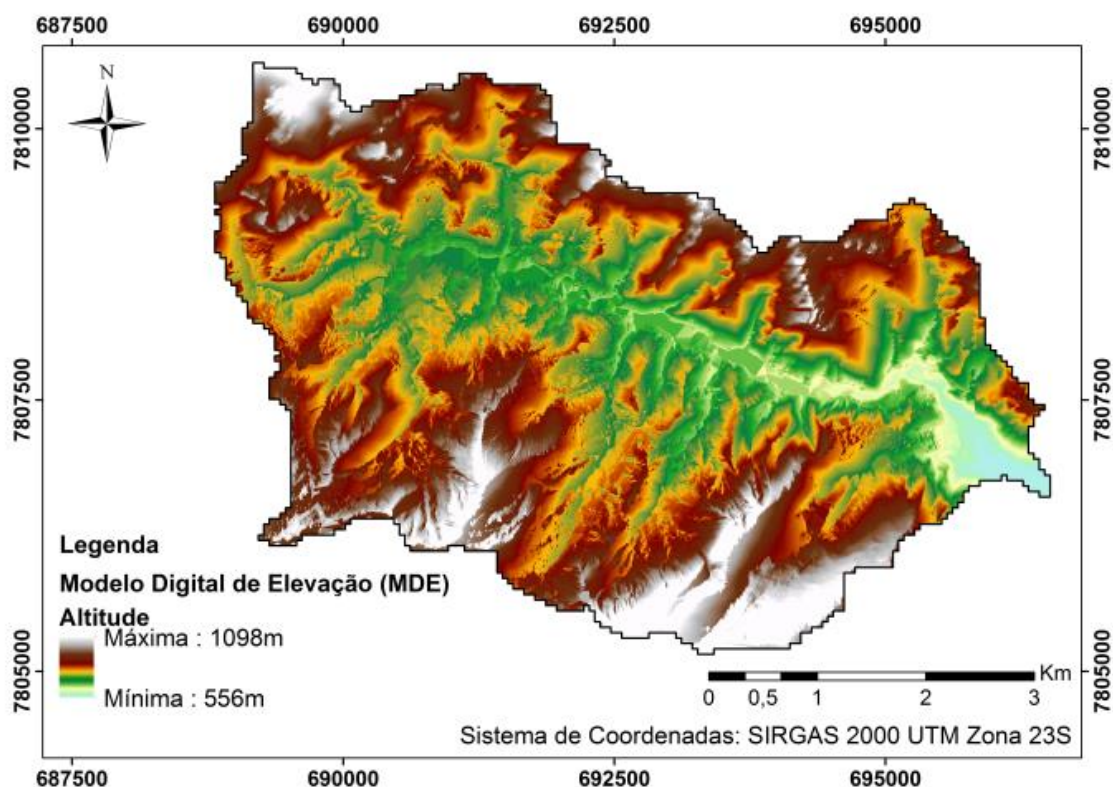 687500 690000 692500 695000
N
7810000 7810000
7807500 7807500
7805000 7805000
Legenda
Modelo Digital de Elevação (MDE)
Altitude
Máxima : 1098m
Mínima : 556m
Km
0 0,5 1 2 3
Sistema de Coordenadas: SIRGAS 2000 UTM Zona 23S
687500 690000 692500 695000